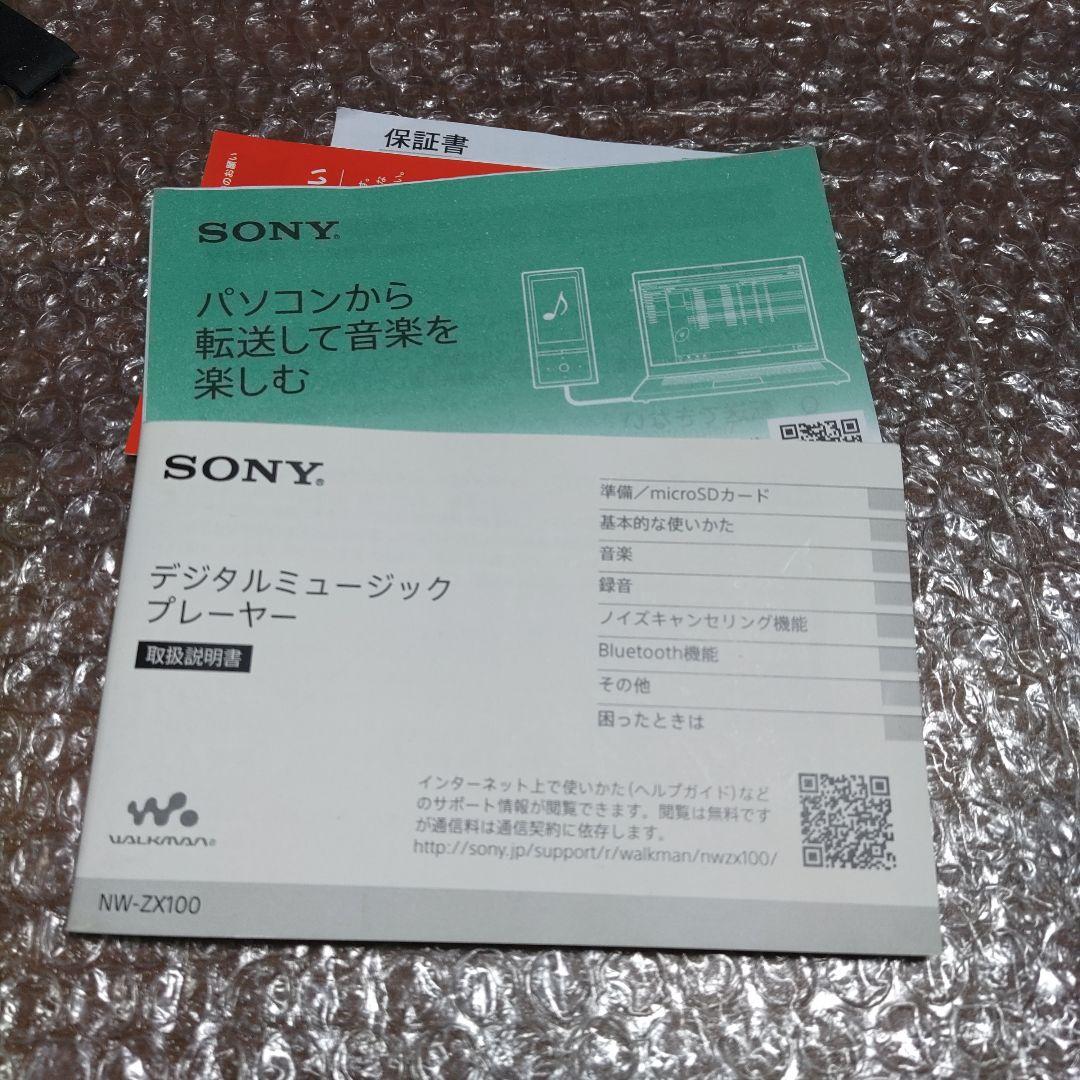 保証書
のお願い
い
SONY®
パソコンから
転送して音楽を
楽しむ
SONY®
デジタルミュージック
プレーヤー
取扱説明書
準備／microSDカード
基本的な使いかた
音楽
録音
ノイズキャンセリング機能
Bluetooth機能
その他
困ったときは
インターネット上で使いかた（ヘルプガイド）など
のサポート情報が閲覧できます。閲覧は無料です
が通信料は通信契約に依存します。
http://sony.jp/support/r/walkman/nwzx100/
WALKMAN®
NW-ZX100